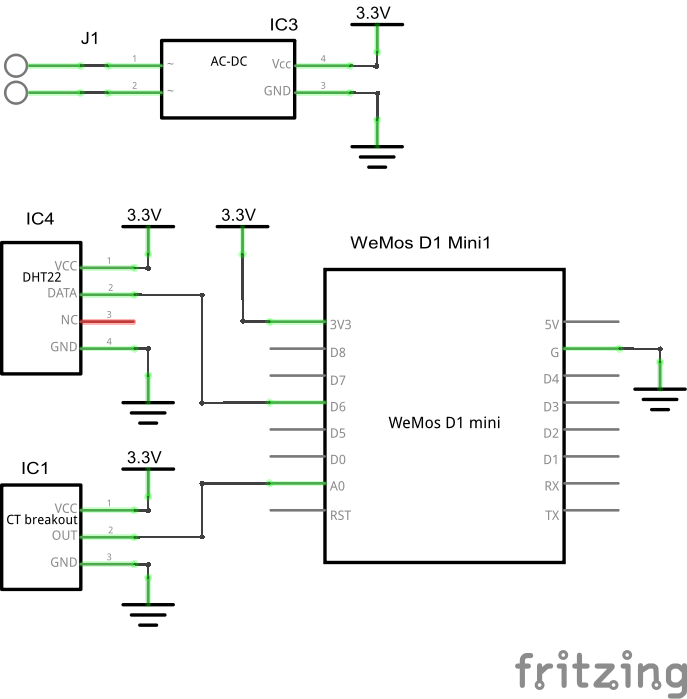 3.3V
IC3
J1
AC-DC
1 ~ Vcc 4
2 ~ GND 3
IC4
3.3V
3.3V
WeMos D1 Mini1
VCC 1
DHT22
DATA 2
NC 3
GND 4
3V3 5V
D8 G
D7 D4
D6 D3
WeMos D1 mini
D5 D2
D0 D1
A0 RX
RST TX
IC1
3.3V
VCC 1
CT breakout
OUT 2
GND 3
fritzing